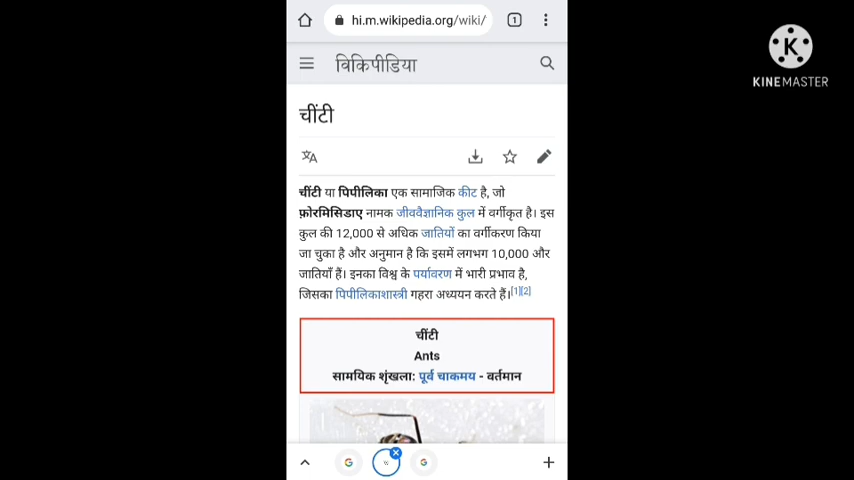 hi.m.wikipedia.org/wiki/
1
K
KINEMASTER
विकिपीडिया
चींटी
चींटी या पिपीलिका एक सामाजिक कीट है, जो
फ़ोरमिसिडाए नामक जीववैज्ञानिक कुल में वर्गीकृत है। इस
कुल की 12,000 से अधिक जातियों का वर्गीकरण किया
जा चुका है और अनुमान है कि इसमें लगभग 10,000 और
जातियाँ हैं। इनका विश्व के पर्यावरण में भारी प्रभाव है,
जिसका पिपीलिकाशास्त्री गहरा अध्ययन करते हैं।[1][2]
चींटी
Ants
सामयिक शृंखला: पूर्व चाकमय - वर्तमान